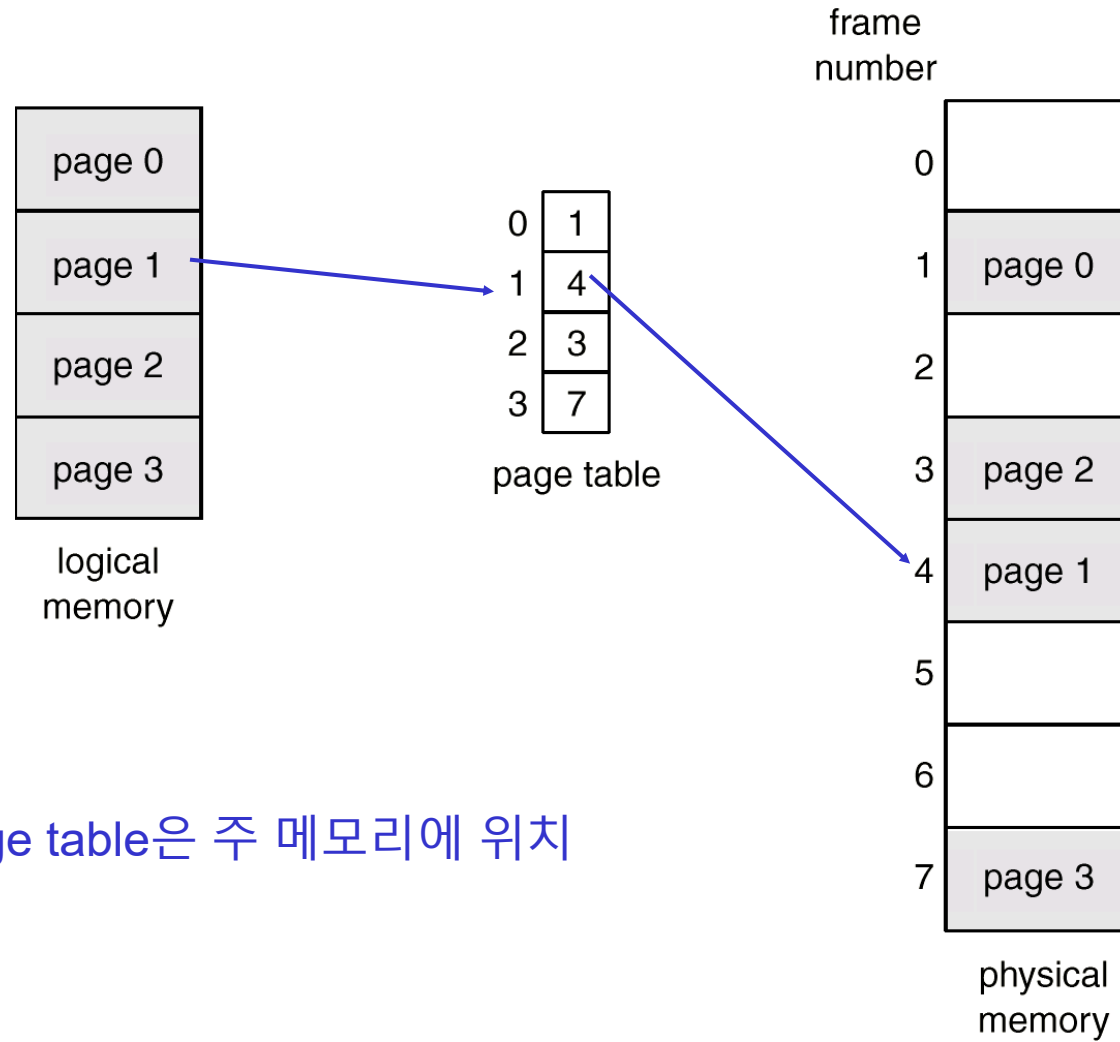 frame
number
page 0
page 1
page 2
page 3
logical
memory
0 1
1 4
2 3
3 7
page table
0
1 page 0
2
3 page 2
4 page 1
5
6
7 page 3
physical
memory
ge table은 주 메모리에 위치